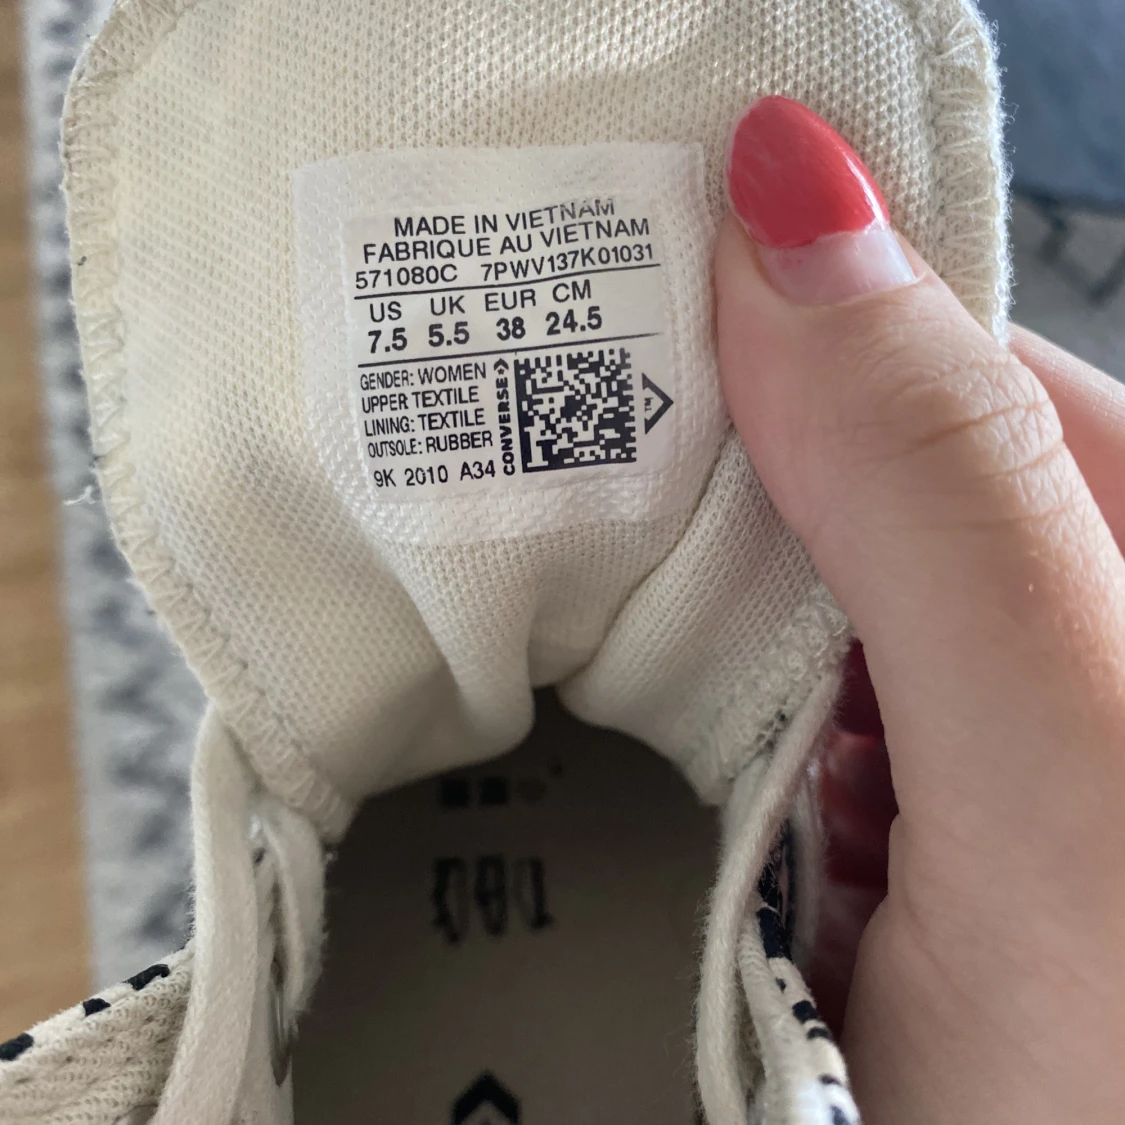 MADE IN VIETNAM
FABRIQUE AU VIETNAM
571080C 7PWV137K01031
US UK EUR CM
7.5 5.5 38 24.5
GENDER: WOMEN
UPPER TEXTILE
LINING: TEXTILE
OUTSOLE: RUBBER
9K 2010 A34
CONVERSE
TM